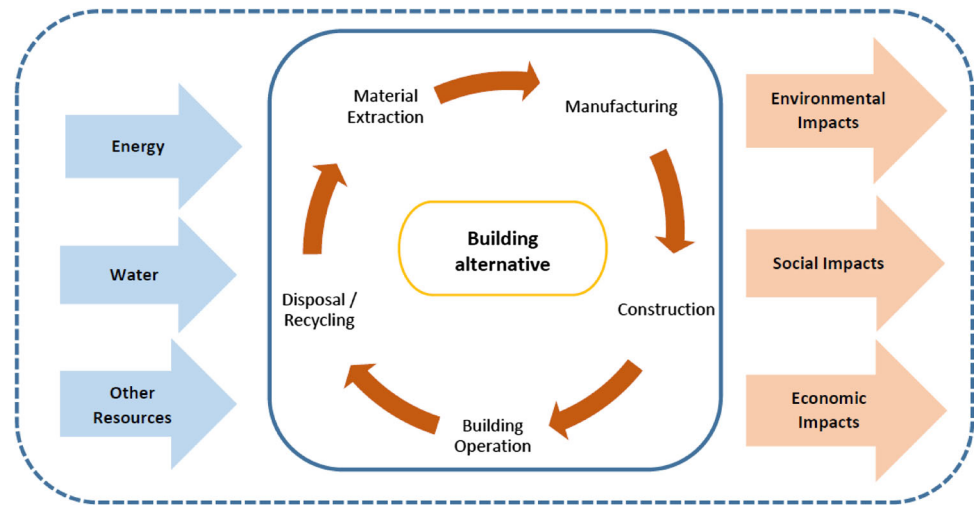 Energy
Water
Other
Resources
Material
Extraction
Manufacturing
Construction
Building
Operation
Disposal /
Recycling
Building
alternative
Environmental
Impacts
Social Impacts
Economic
Impacts